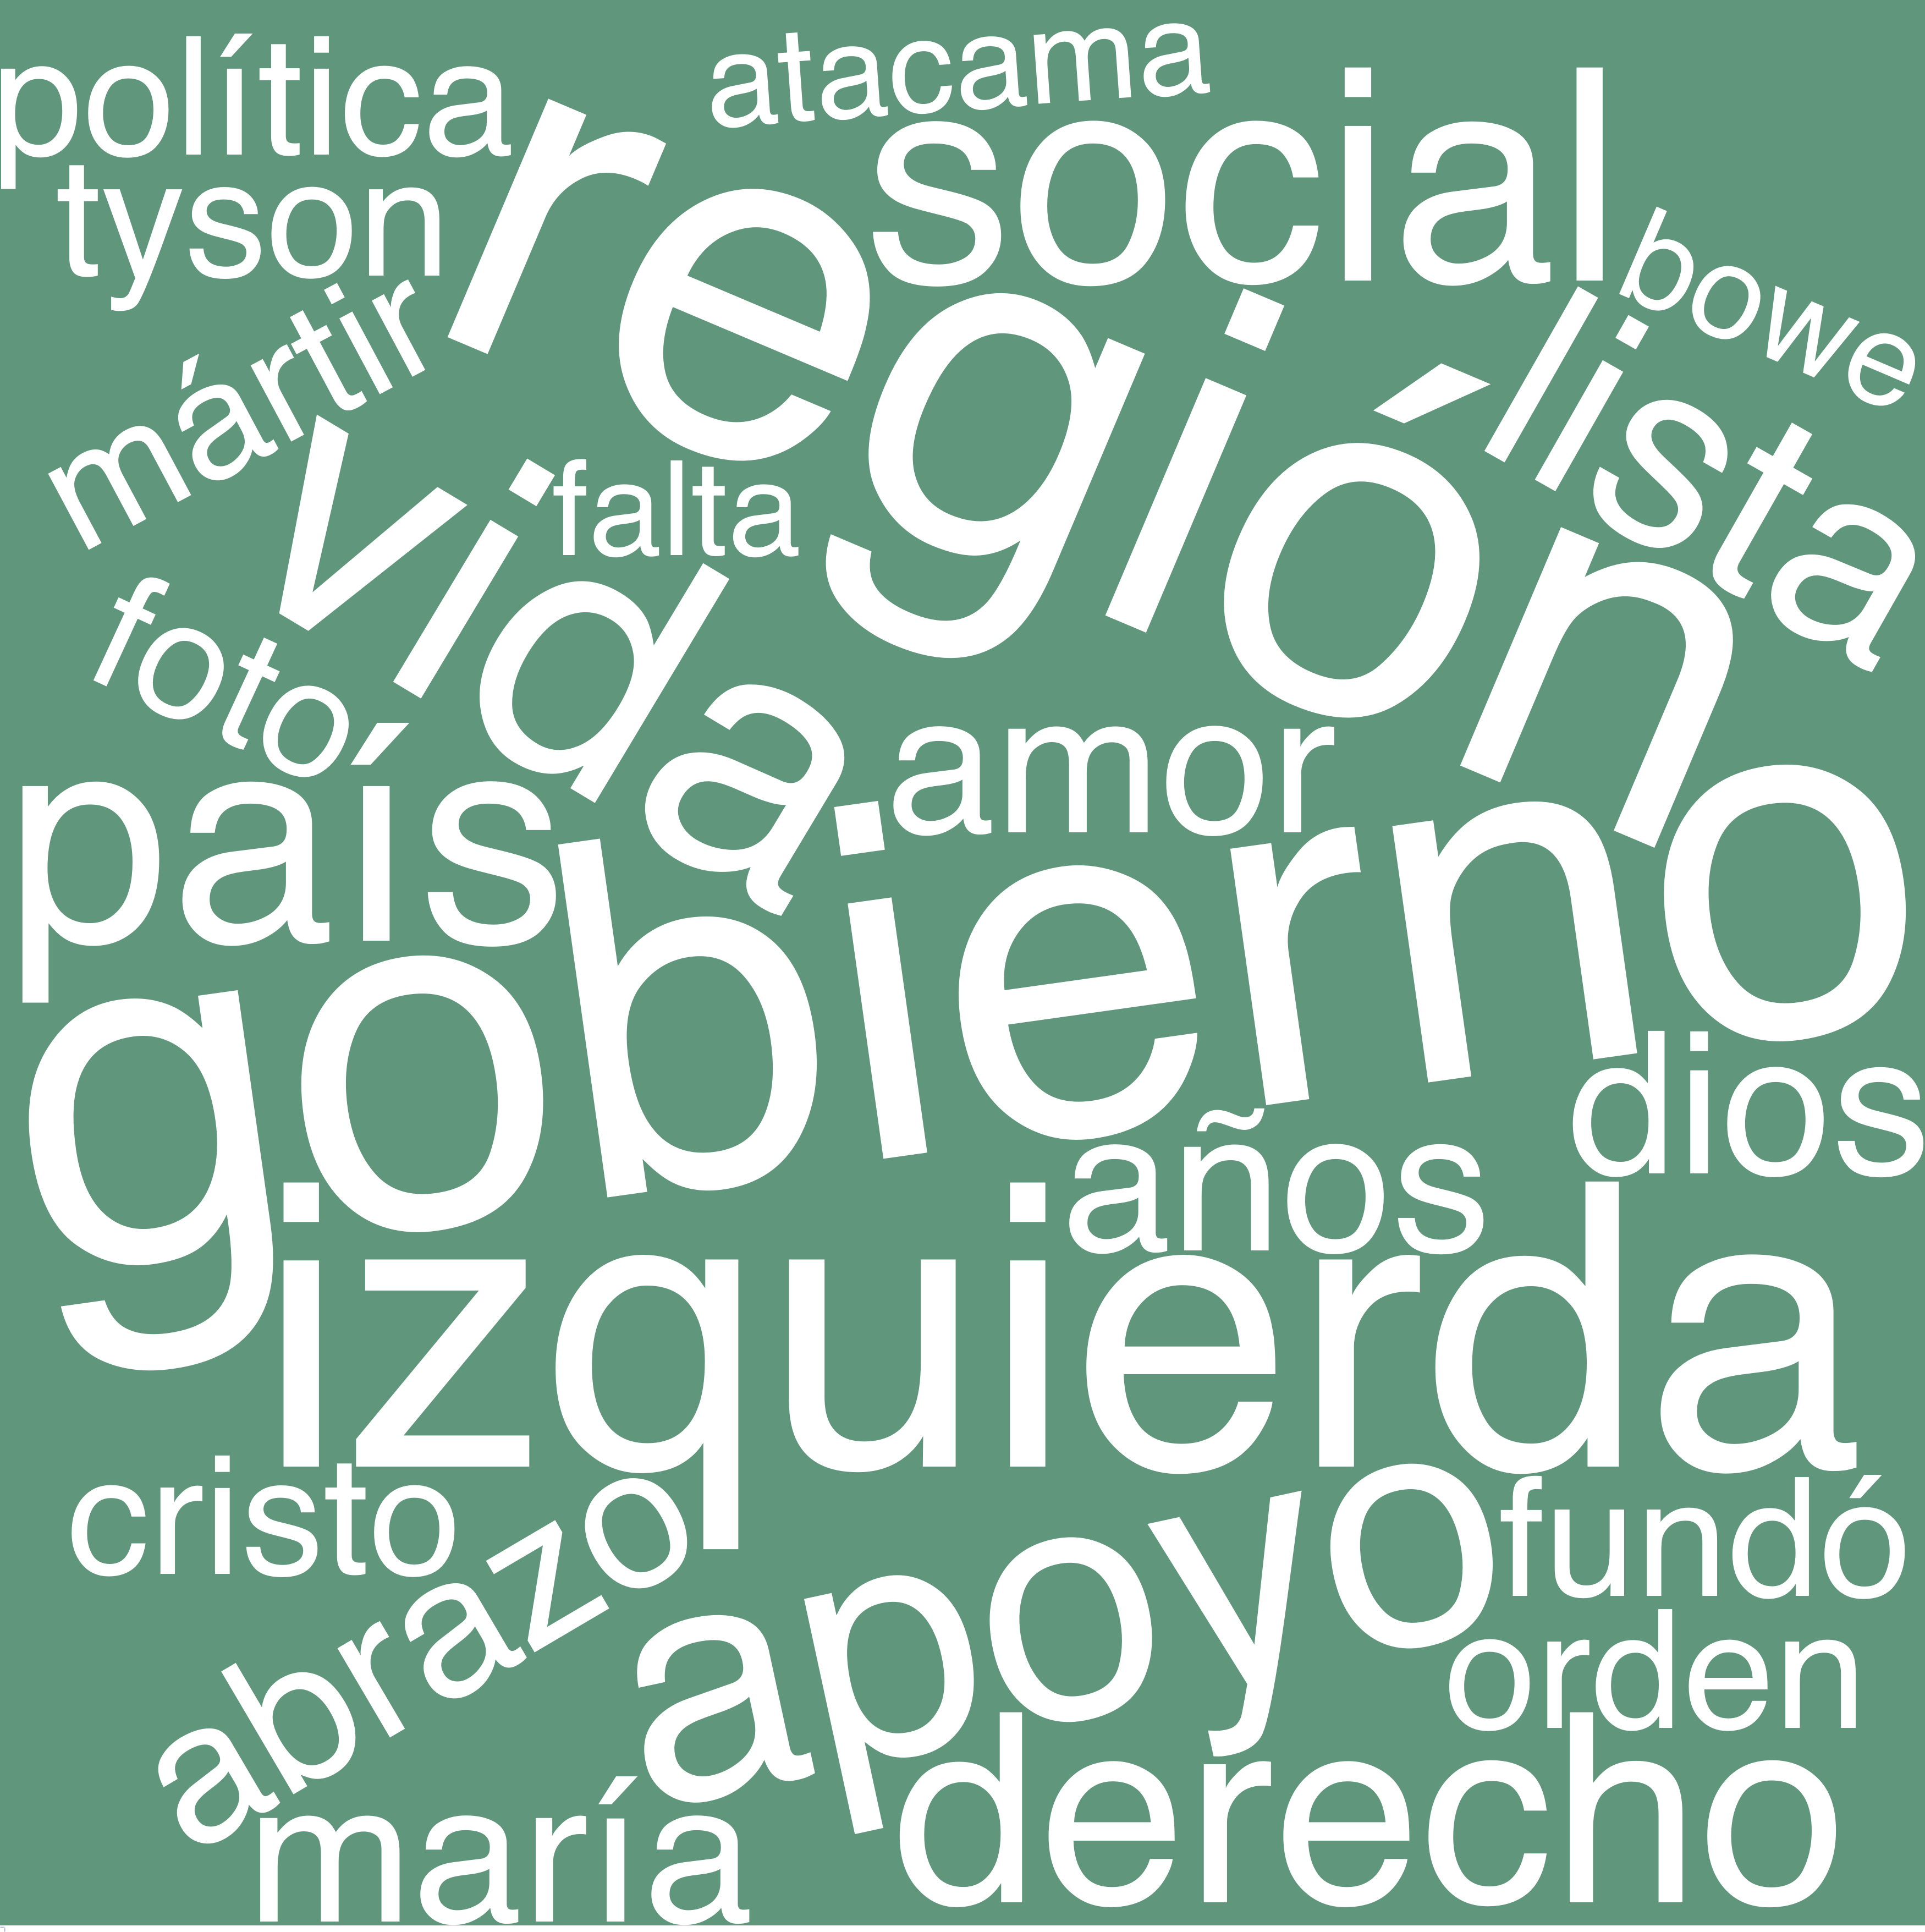 política
atacama
social
tyson
región
powe
mártir
lista
vida
falta
foto
país
amor
gobierno
dios
años
izquierda
cristo
abrazo
apoyo
fundó
orden
derecho
maría